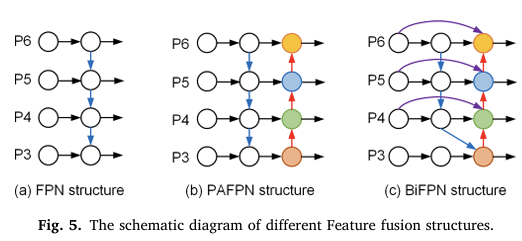 P6 P6 P6
P5 P5 P5
P4 P4 P4
P3 P3 P3
(a) FPN structure (b) PAFPN structure (c) BiFPN structure
Fig. 5. The schematic diagram of different Feature fusion structures.